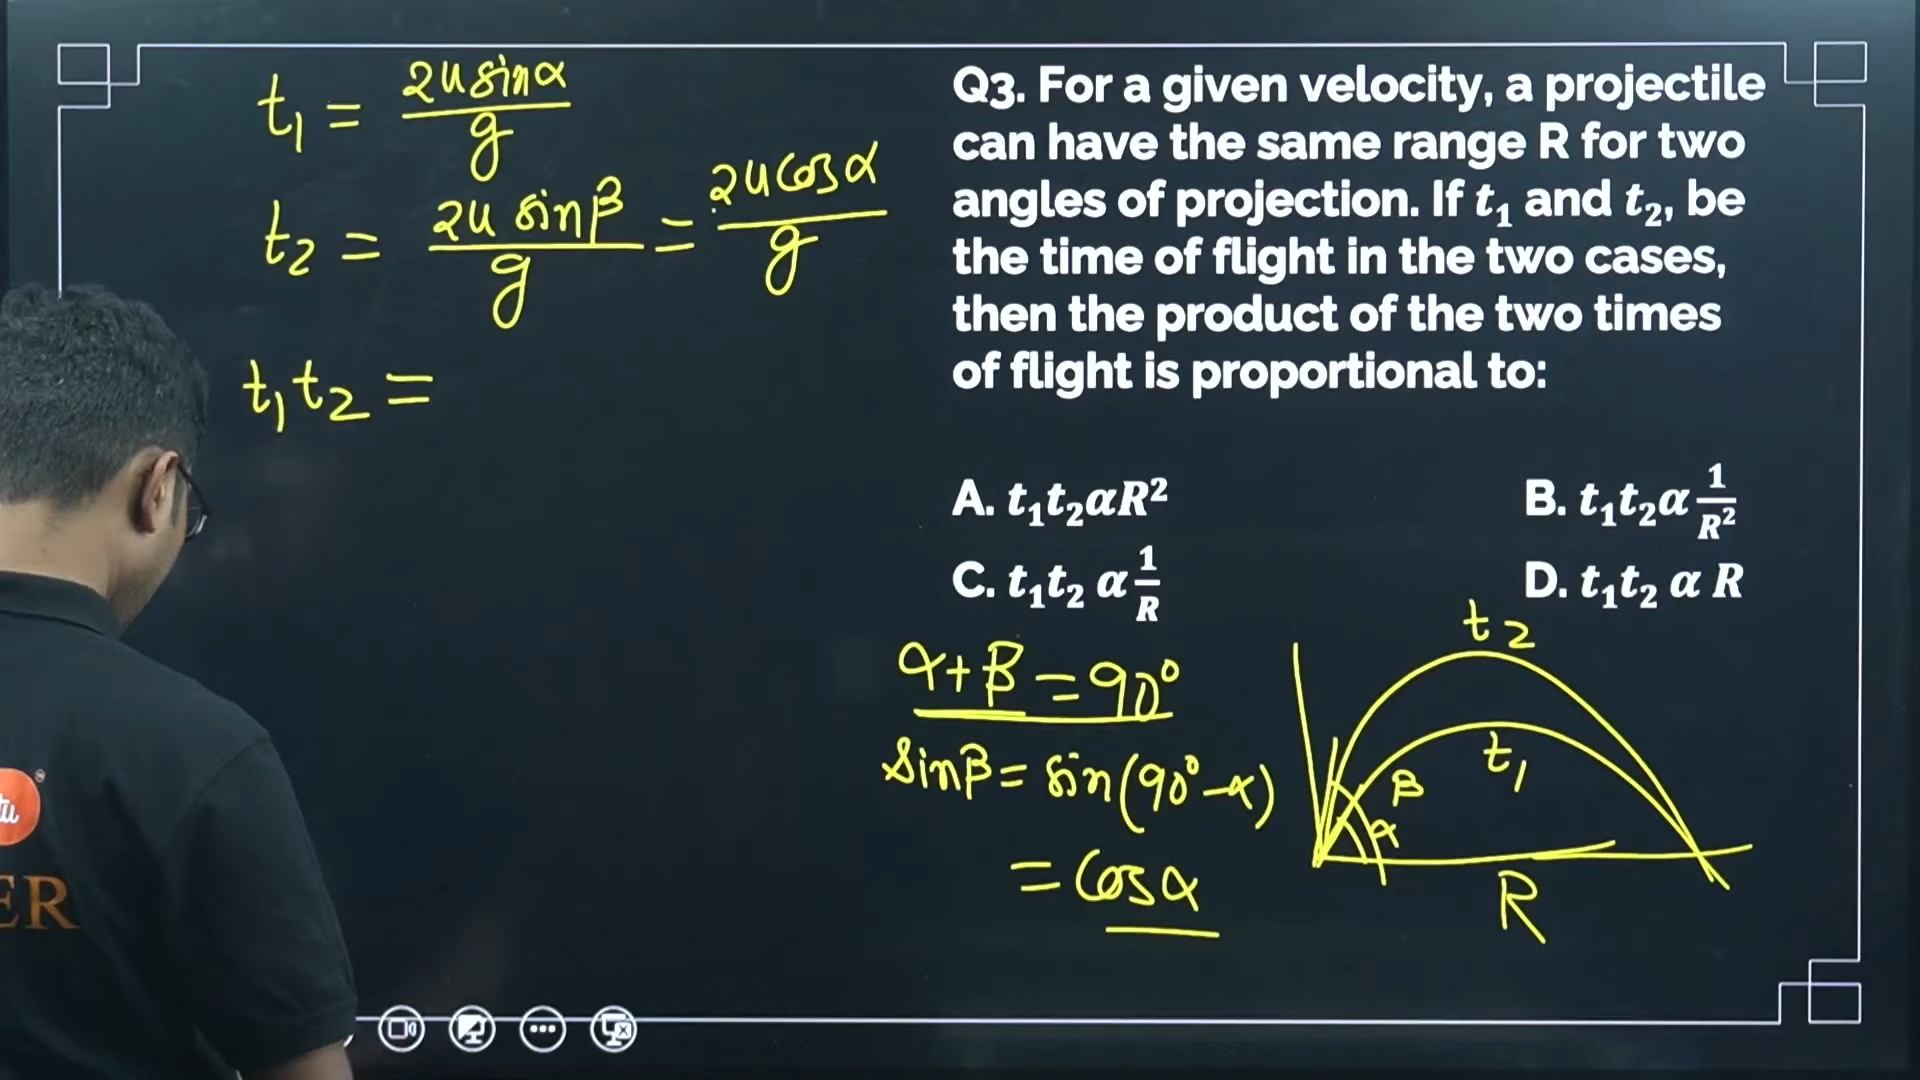 t₁ = 2u sinα / g
t₂ = 2u sinβ / g = 2u cosα / g
t₁t₂ =
Q3. For a given velocity, a projectile
can have the same range R for two
angles of projection. If t₁ and t₂, be
the time of flight in the two cases,
then the product of the two times
of flight is proportional to:
A. t₁t₂αR²
B. t₁t₂α 1/R²
C. t₁t₂ α 1/R
D. t₁t₂ α R
α+β = 90°
sinβ = sin(90°-α)
= cosα
t₂
t₁
β
α
R
tu
ER